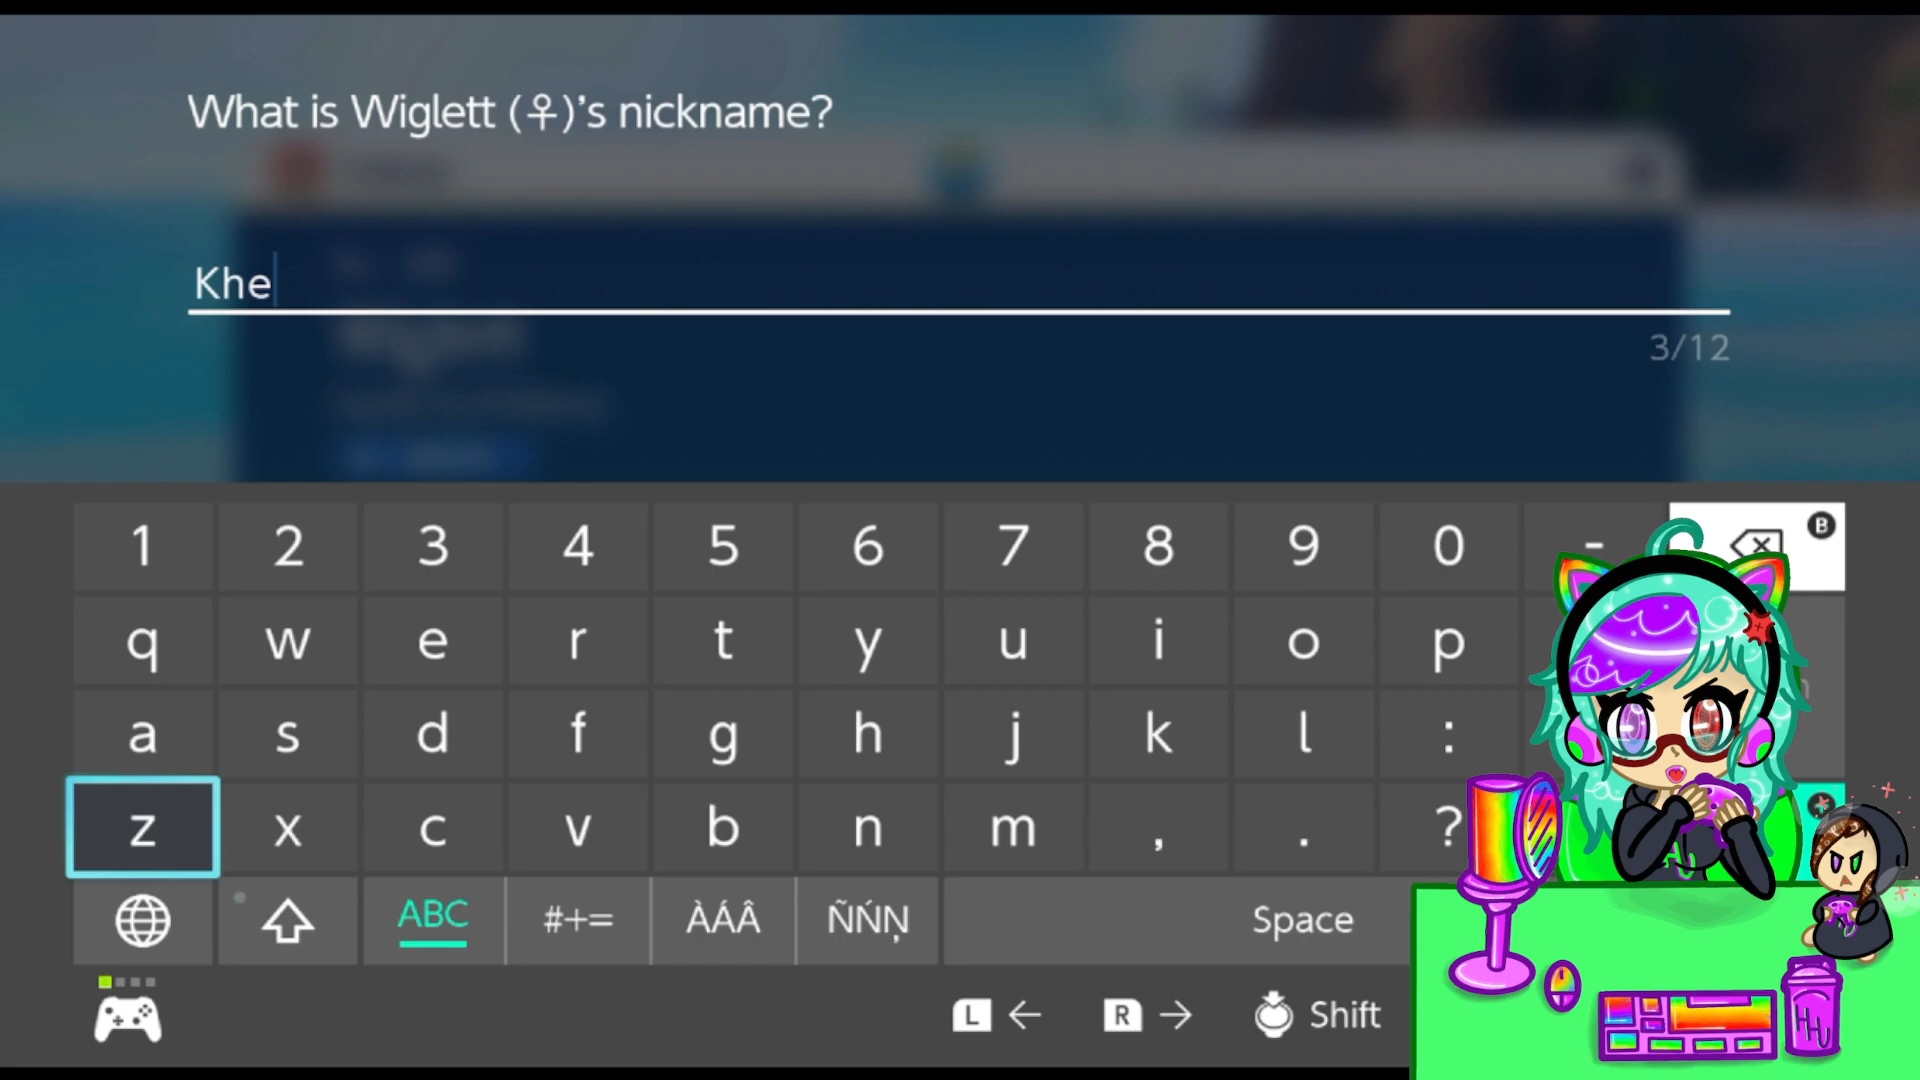 What is Wiglett (♀)'s nickname?
Khe
3/12
1 2 3 4 5 6 7 8 9 0 - B
q w e r t y u i o p
a s d f g h j k l :
z x c v b n m , . ?
ABC #+= ÀÁÂ ÑŃŅ Space
L ← R → Shift
HHU